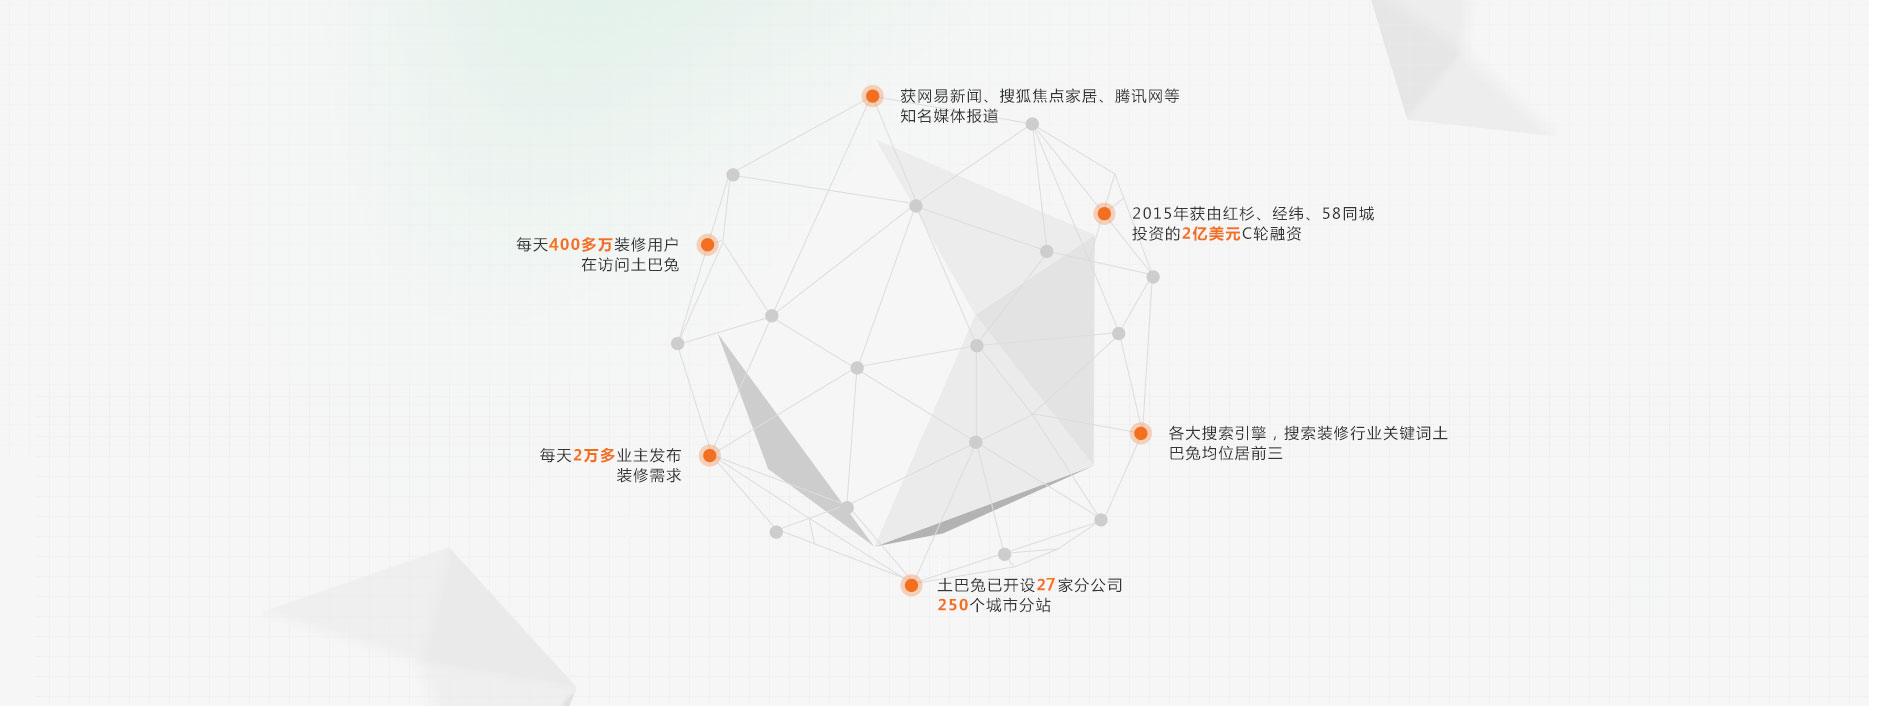 获网易新闻、搜狐焦点家居、腾讯网等
知名媒体报道
2015年获由红杉、经纬、58同城
投资的2亿美元C轮融资
每天400多万装修用户
在访问土巴兔
各大搜索引擎，搜索装修行业关键词土
巴兔均位居前三
每天2万多业主发布
装修需求
土巴兔已开设27家分公司
250个城市分站